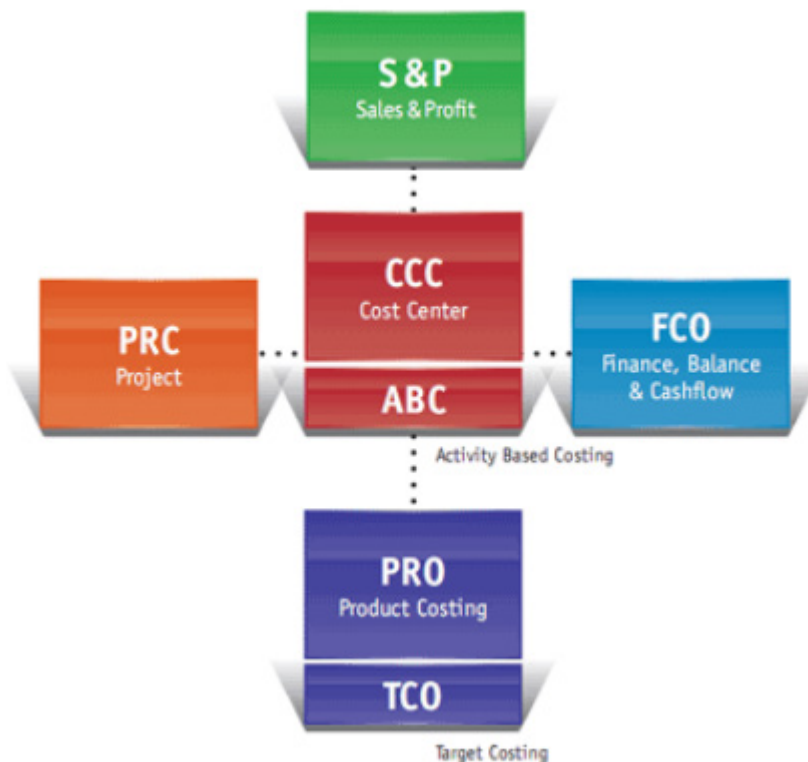 S & P
Sales & Profit
CCC
Cost Center
PRC
Project
FCO
Finance, Balance
& Cashflow
ABC
Activity Based Costing
PRO
Product Costing
TCO
Target Costing